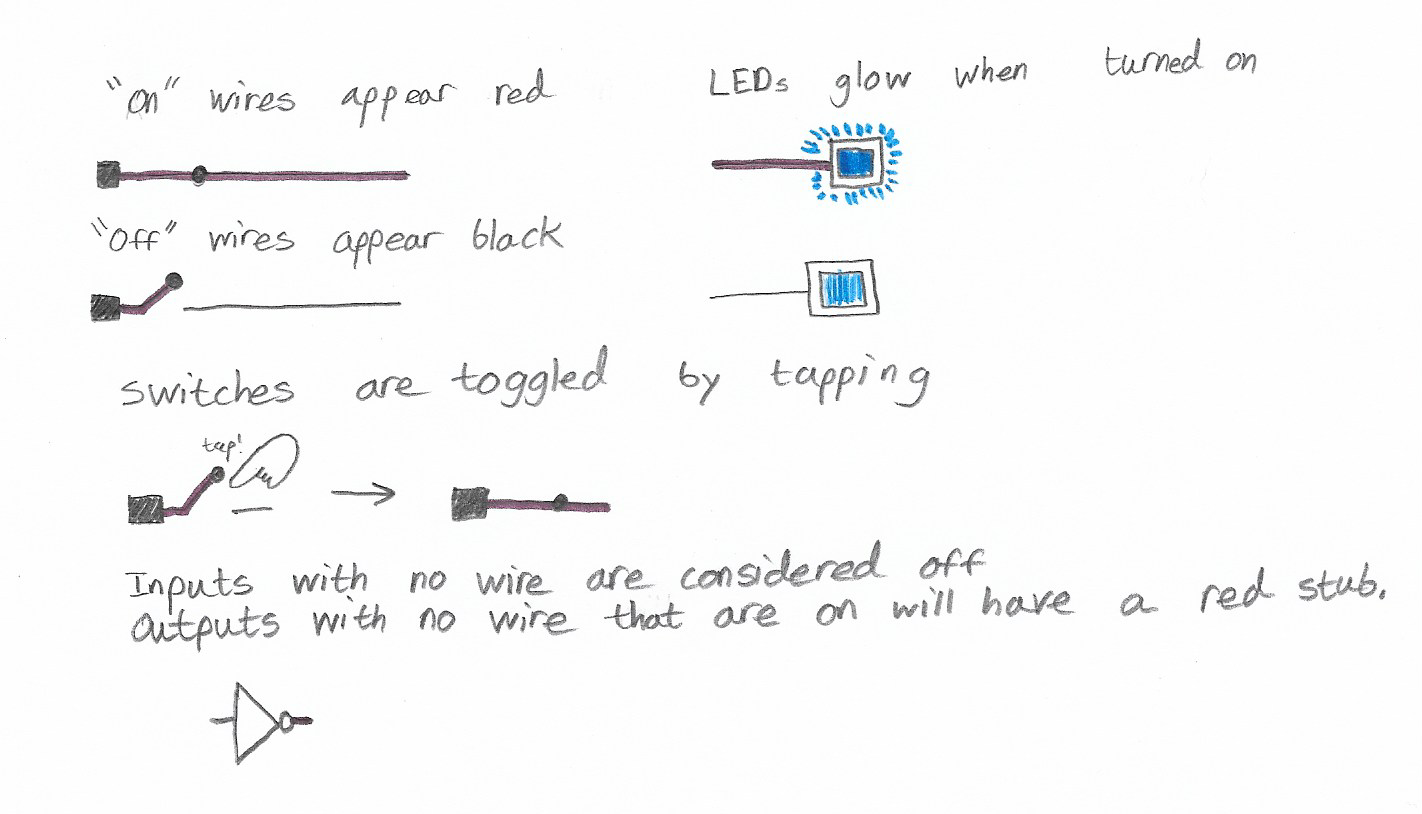 "on" wires appear red
LEDs glow when turned on
"Off" wires appear black
switches are toggled by tapping
tap!
Inputs with no wire are considered off
outputs with no wire that are on will have a red stub.